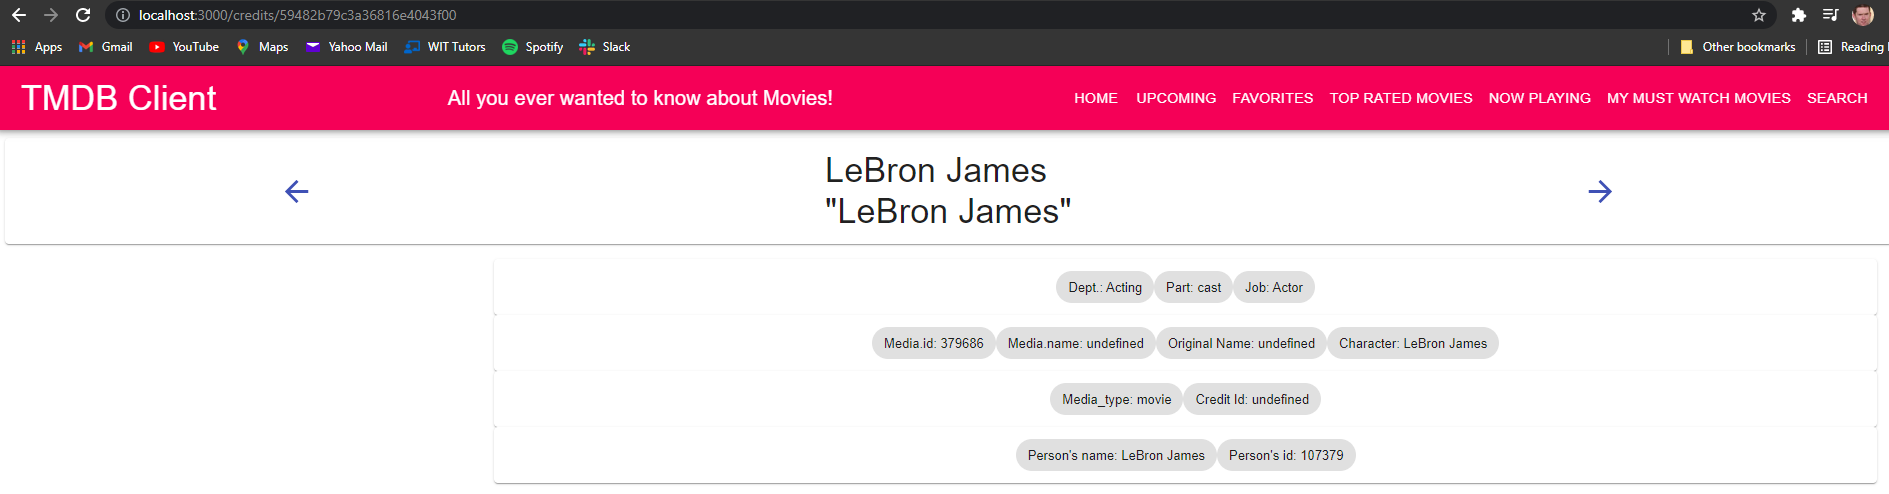 localhost:3000/credits/59482b79c3a36816e4043f00
Apps Gmail YouTube Maps Yahoo Mail WIT Tutors Spotify Slack Other bookmarks Reading
TMDB Client All you ever wanted to know about Movies! HOME UPCOMING FAVORITES TOP RATED MOVIES NOW PLAYING MY MUST WATCH MOVIES SEARCH
LeBron James
"LeBron James"
Dept.: Acting Part: cast Job: Actor
Media.id: 379686 Media.name: undefined Original Name: undefined Character: LeBron James
Media_type: movie Credit Id: undefined
Person's name: LeBron James Person's id: 107379